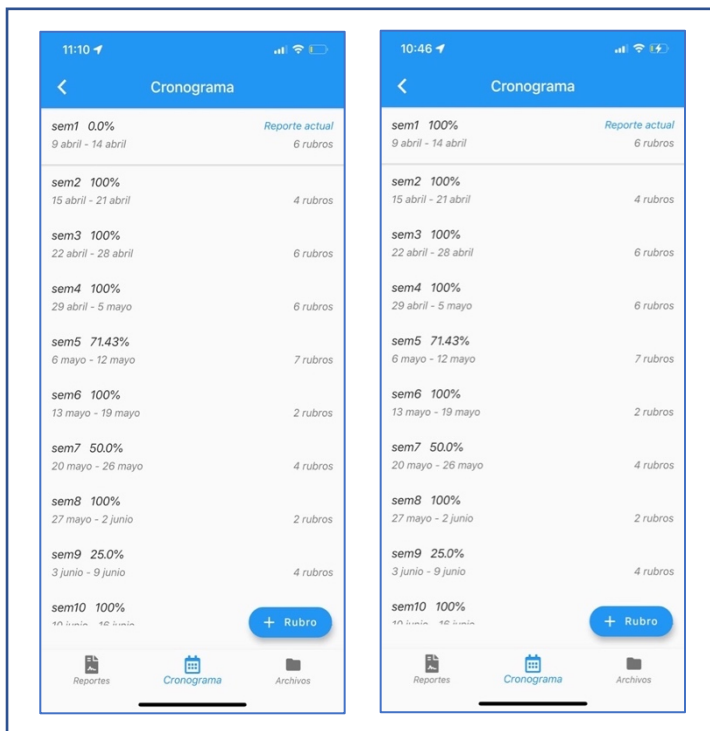 11:10
Cronograma
sem1 0.0% Reporte actual
9 abril - 14 abril 6 rubros
sem2 100%
15 abril - 21 abril 4 rubros
sem3 100%
22 abril - 28 abril 6 rubros
sem4 100%
29 abril - 5 mayo 6 rubros
sem5 71.43%
6 mayo - 12 mayo 7 rubros
sem6 100%
13 mayo - 19 mayo 2 rubros
sem7 50.0%
20 mayo - 26 mayo 4 rubros
sem8 100%
27 mayo - 2 junio 2 rubros
sem9 25.0%
3 junio - 9 junio 4 rubros
sem10 100%
10 junio - 16 junio
+ Rubro
Reportes Cronograma Archivos
10:46
Cronograma
sem1 100% Reporte actual
9 abril - 14 abril 6 rubros
sem2 100%
15 abril - 21 abril 4 rubros
sem3 100%
22 abril - 28 abril 6 rubros
sem4 100%
29 abril - 5 mayo 6 rubros
sem5 71.43%
6 mayo - 12 mayo 7 rubros
sem6 100%
13 mayo - 19 mayo 2 rubros
sem7 50.0%
20 mayo - 26 mayo 4 rubros
sem8 100%
27 mayo - 2 junio 2 rubros
sem9 25.0%
3 junio - 9 junio 4 rubros
sem10 100%
10 junio - 16 junio
+ Rubro
Reportes Cronograma Archivos